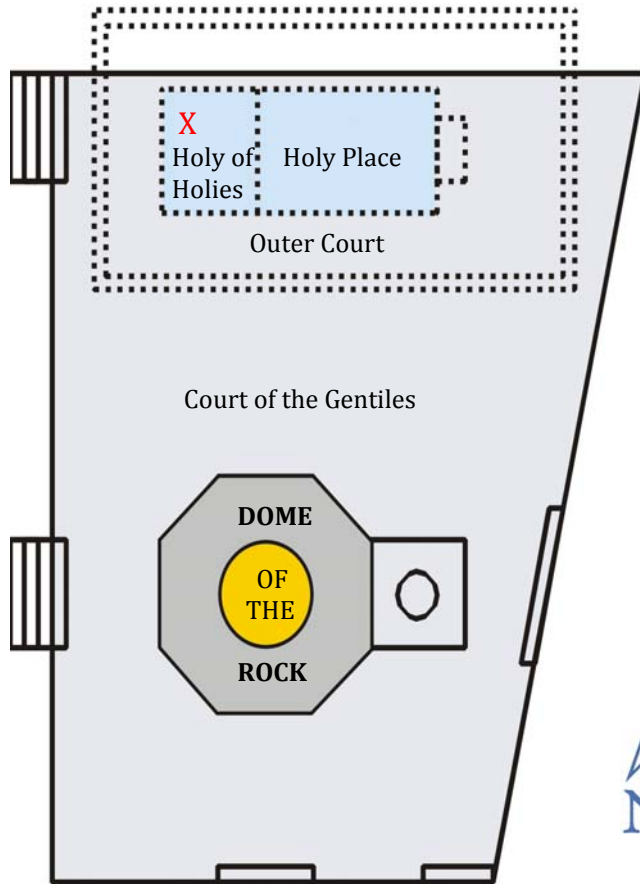 X
Holy of
Holies
Holy Place
Outer Court
Court of the Gentiles
DOME
OF
THE
ROCK
N